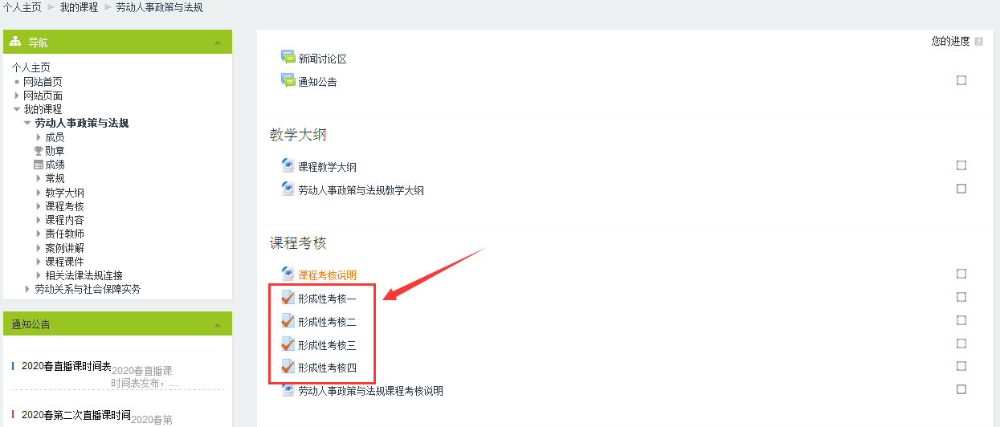 个人主页 我的课程 劳动人事政策与法规
导航
个人主页
网站首页
网站页面
我的课程
劳动人事政策与法规
成员
勋章
成绩
常规
教学大纲
课程考核
课程内容
责任教师
案例讲解
课程课件
相关法律法规连接
劳动关系与社会保障实务
通知公告
2020春直播课时间表
2020春直播课
时间表发布，...
2020春第二次直播课时间
2020春第
您的进度
新闻讨论区
通知公告
教学大纲
课程教学大纲
劳动人事政策与法规教学大纲
课程考核
课程考核说明
形成性考核一
形成性考核二
形成性考核三
形成性考核四
劳动人事政策与法规课程考核说明